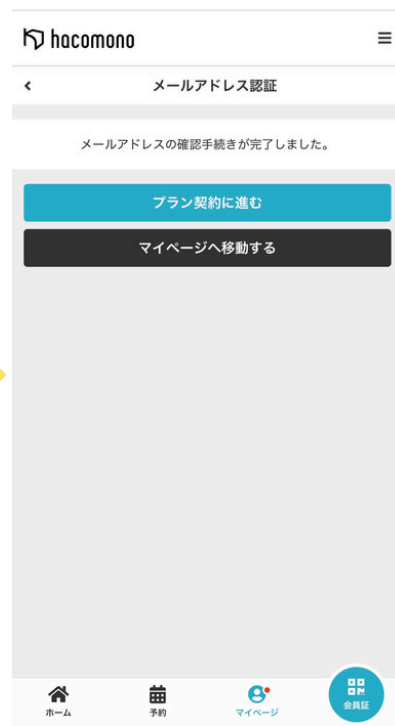 hacomono
メールアドレス認証
メールアドレスの確認手続きが完了しました。
プラン契約に進む
マイページへ移動する
ホーム
予約
マイページ
会員証